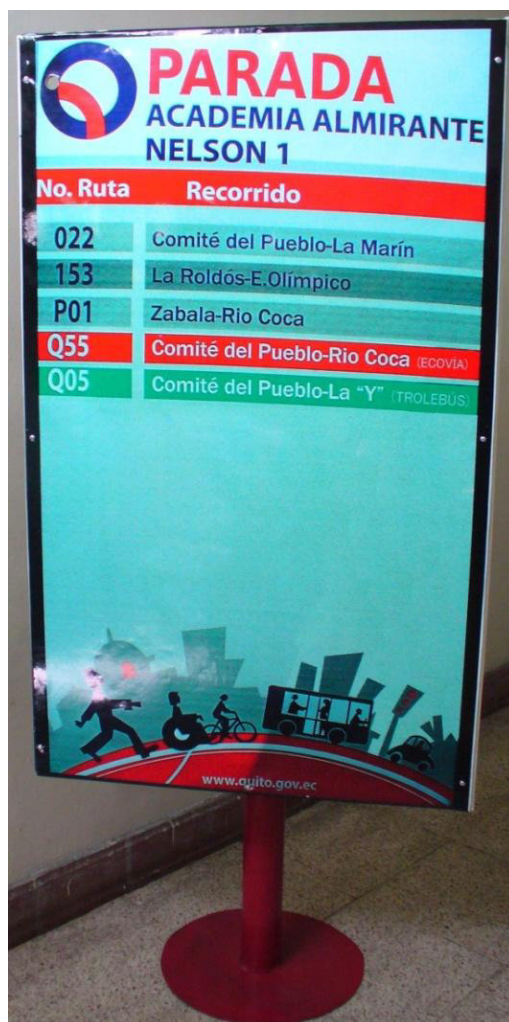 PARADA
ACADEMIA ALMIRANTE
NELSON 1
No. Ruta Recorrido
022 Comité del Pueblo-La Marín
153 La Roldós-E.Olímpico
P01 Zabala-Rio Coca
Q55 Comité del Pueblo-Rio Coca (ECOVÍA)
Q05 Comité del Pueblo-La "Y" (TROLEBÚS)
www.quito.gov.ec